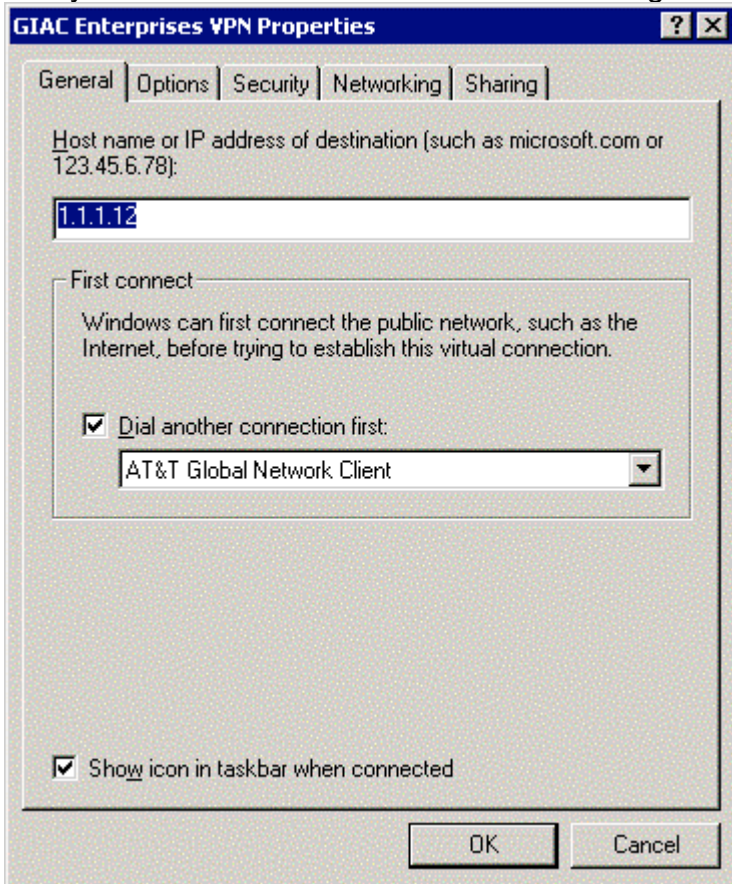 GIAC Enterprises VPN Properties
General Options Security Networking Sharing
Host name or IP address of destination (such as microsoft.com or
123.45.6.78):
1.1.1.12
First connect
Windows can first connect the public network, such as the
Internet, before trying to establish this virtual connection.
Dial another connection first:
AT&T Global Network Client
Show icon in taskbar when connected
OK Cancel